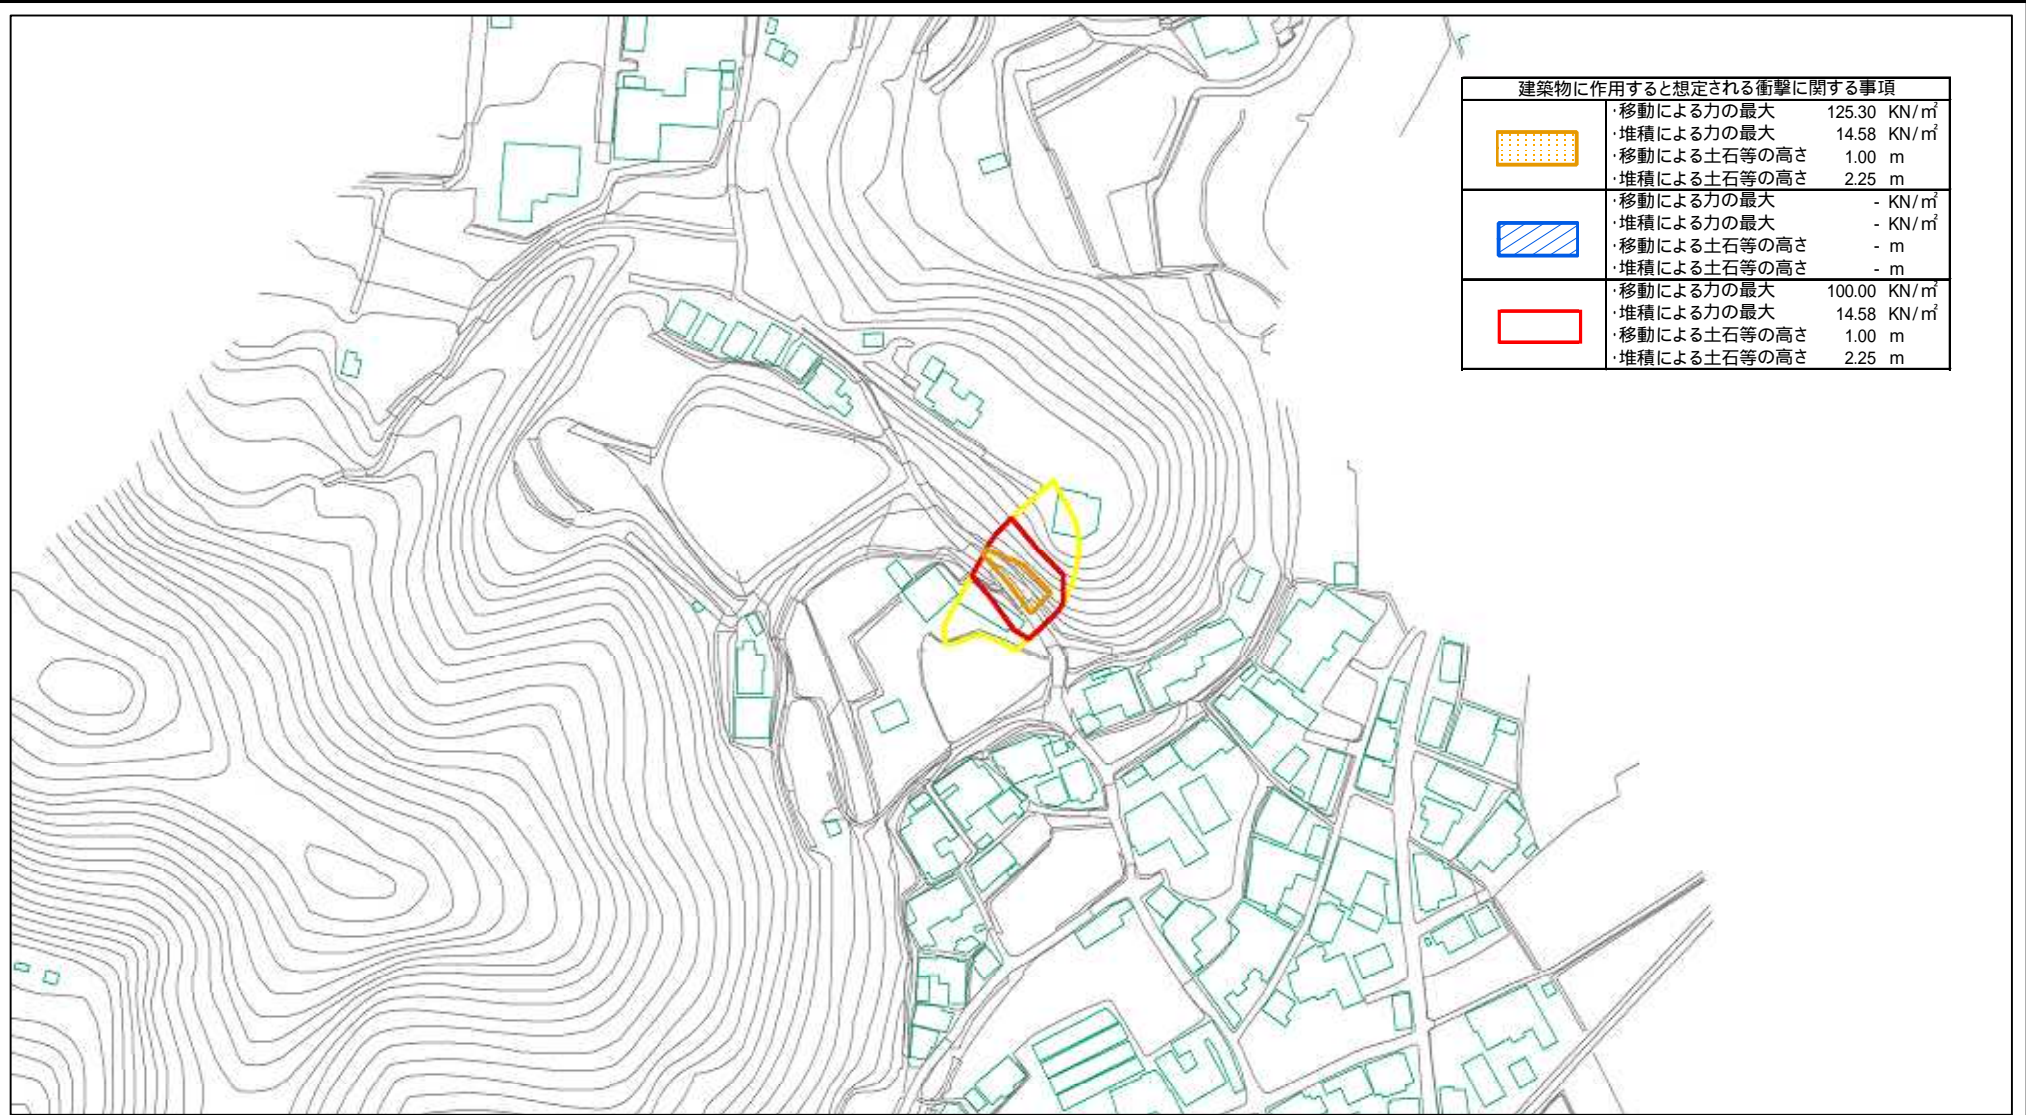 建築物に作用すると想定される衝撃に関する事項
・移動による力の最大 125.30 KN/㎡
・堆積による力の最大 14.58 KN/㎡
・移動による土石等の高さ 1.00 m
・堆積による土石等の高さ 2.25 m
・移動による力の最大 - KN/㎡
・堆積による力の最大 - KN/㎡
・移動による土石等の高さ - m
・堆積による土石等の高さ - m
・移動による力の最大 100.00 KN/㎡
・堆積による力の最大 14.58 KN/㎡
・移動による土石等の高さ 1.00 m
・堆積による土石等の高さ 2.25 m